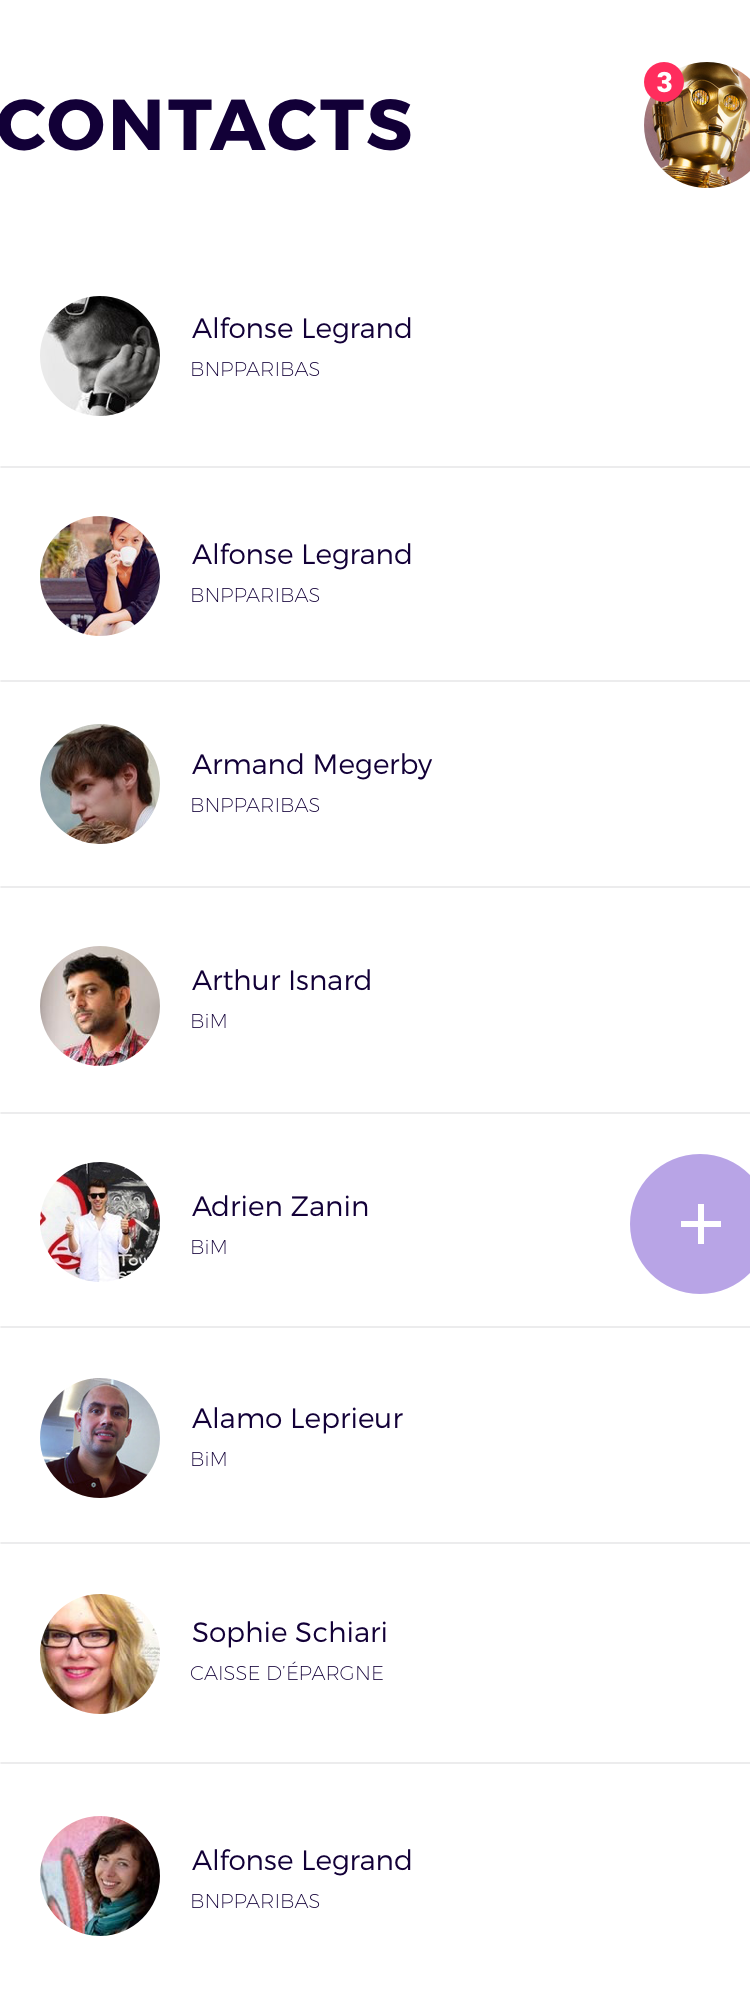 CONTACTS
3
Alfonse Legrand
BNPPARIBAS
Alfonse Legrand
BNPPARIBAS
Armand Megerby
BNPPARIBAS
Arthur Isnard
BiM
Adrien Zanin
BiM
Tou
Alamo Leprieur
BiM
Sophie Schiari
CAISSE D'ÉPARGNE
Alfonse Legrand
BNPPARIBAS